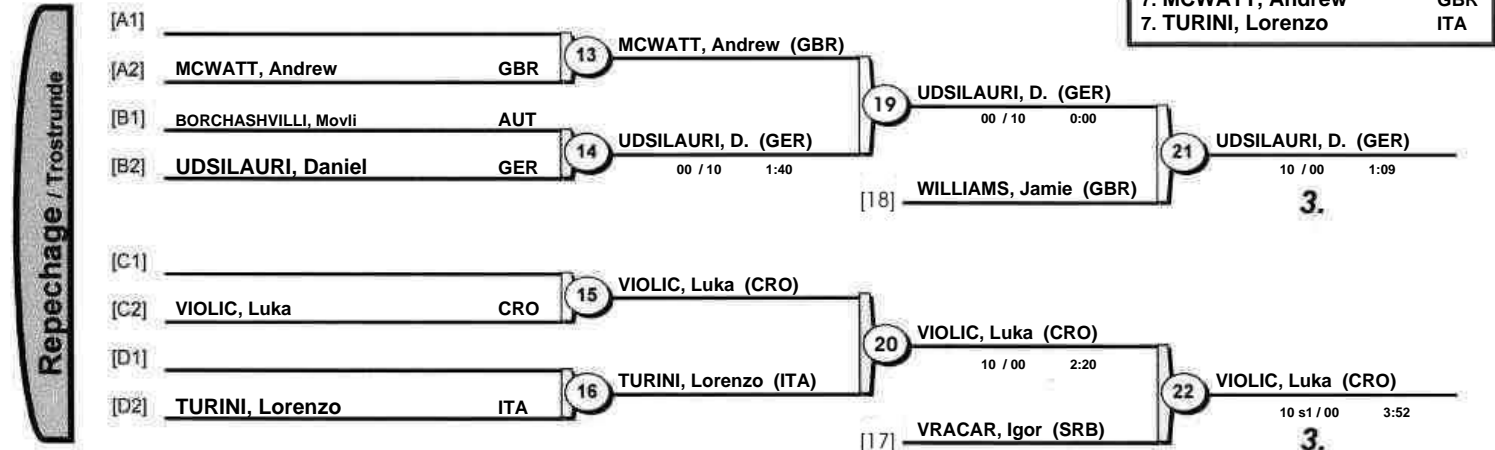 7. MCWATT, Andrew GBR
7. TURINI, Lorenzo ITA
Repechage / Trostrunde
[A1]
[A2] MCWATT, Andrew GBR
13 MCWATT, Andrew (GBR)
[B1] BORCHASHVILLI, Movli AUT
[B2] UDSILAURI, Daniel GER
14 UDSILAURI, D. (GER)
00 / 10 1:40
19 UDSILAURI, D. (GER)
00 / 10 0:00
[18] WILLIAMS, Jamie (GBR)
21 UDSILAURI, D. (GER)
10 / 00 1:09
3.
[C1]
[C2] VIOLIC, Luka CRO
15 VIOLIC, Luka (CRO)
[D1]
[D2] TURINI, Lorenzo ITA
16 TURINI, Lorenzo (ITA)
20 VIOLIC, Luka (CRO)
10 / 00 2:20
[17] VRACAR, Igor (SRB)
22 VIOLIC, Luka (CRO)
10 s1 / 00 3:52
3.